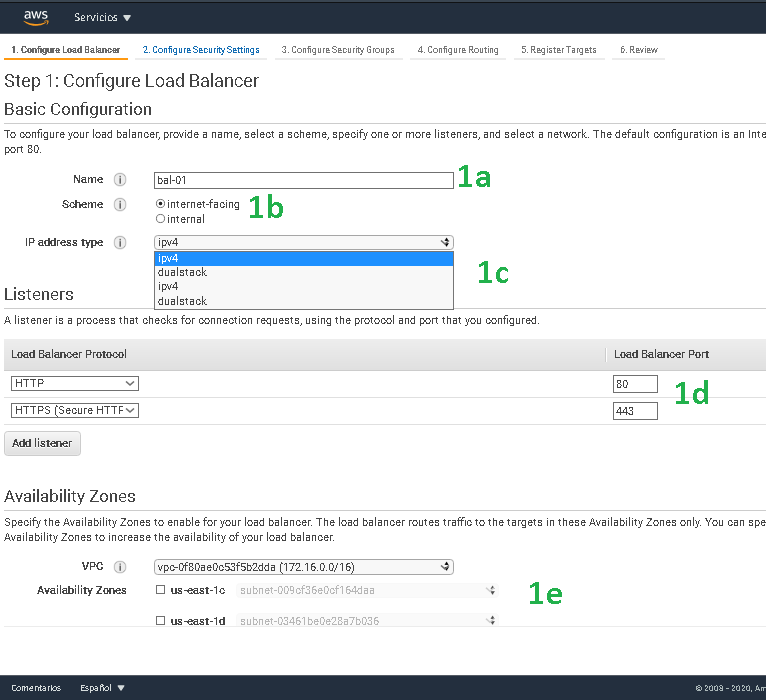 aws Servicios
1. Configure Load Balancer 2. Configure Security Settings 3. Configure Security Groups 4. Configure Routing 5. Register Targets 6. Review
Step 1: Configure Load Balancer
Basic Configuration
To configure your load balancer, provide a name, select a scheme, specify one or more listeners, and select a network. The default configuration is an Inte
port 80.
Name i bal-01 1a
Scheme i internet-facing 1b
internal
IP address type i ipv4
ipv4
dualstack 1c
ipv4
dualstack
Listeners
A listener is a process that checks for connection requests, using the protocol and port that you configured.
Load Balancer Protocol Load Balancer Port
HTTP 80 1d
HTTPS (Secure HTTP 443
Add listener
Availability Zones
Specify the Availability Zones to enable for your load balancer. The load balancer routes traffic to the targets in these Availability Zones only. You can spe
Availability Zones to increase the availability of your load balancer.
VPC i vpc-0f80ae0c53f5b2dda (172.16.0.0/16)
Availability Zones us-east-1c subnet-009cf36e0cf164daa 1e
us-east-1d subnet-03461be0e28a7b036
Comentarios Español © 2008 - 2020, Am